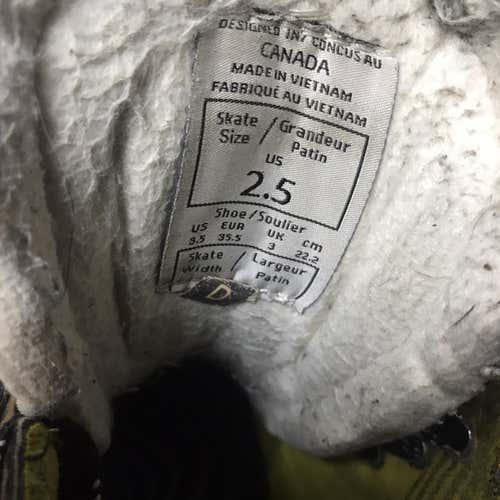 DESIGNED IN / CONCUS AU
CANADA
MADE IN VIETNAM
FABRIQUÉ AU VIETNAM
Skate / Grandeur
Size Patin
US
2.5
Shoe / Soulier
US EUR UK cm
3.5 35.5 3 22.2
Skate / Largeur
Width Patin
D